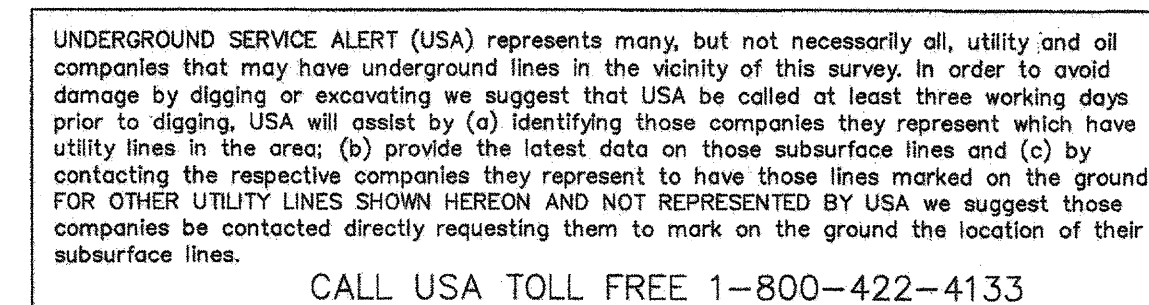 UNDERGROUND SERVICE ALERT (USA) represents many, but not necessarily all, utility and oil
companies that may have underground lines in the vicinity of this survey. In order to avoid
damage by digging or excavating we suggest that USA be called at least three working days
prior to digging, USA will assist by (a) identifying those companies they represent which have
utility lines in the area; (b) provide the latest data on those subsurface lines and (c) by
contacting the respective companies they represent to have those lines marked on the ground
FOR OTHER UTILITY LINES SHOWN HEREON AND NOT REPRESENTED BY USA we suggest those
companies be contacted directly requesting them to mark on the ground the location of their
subsurface lines.
CALL USA TOLL FREE 1-800-422-4133